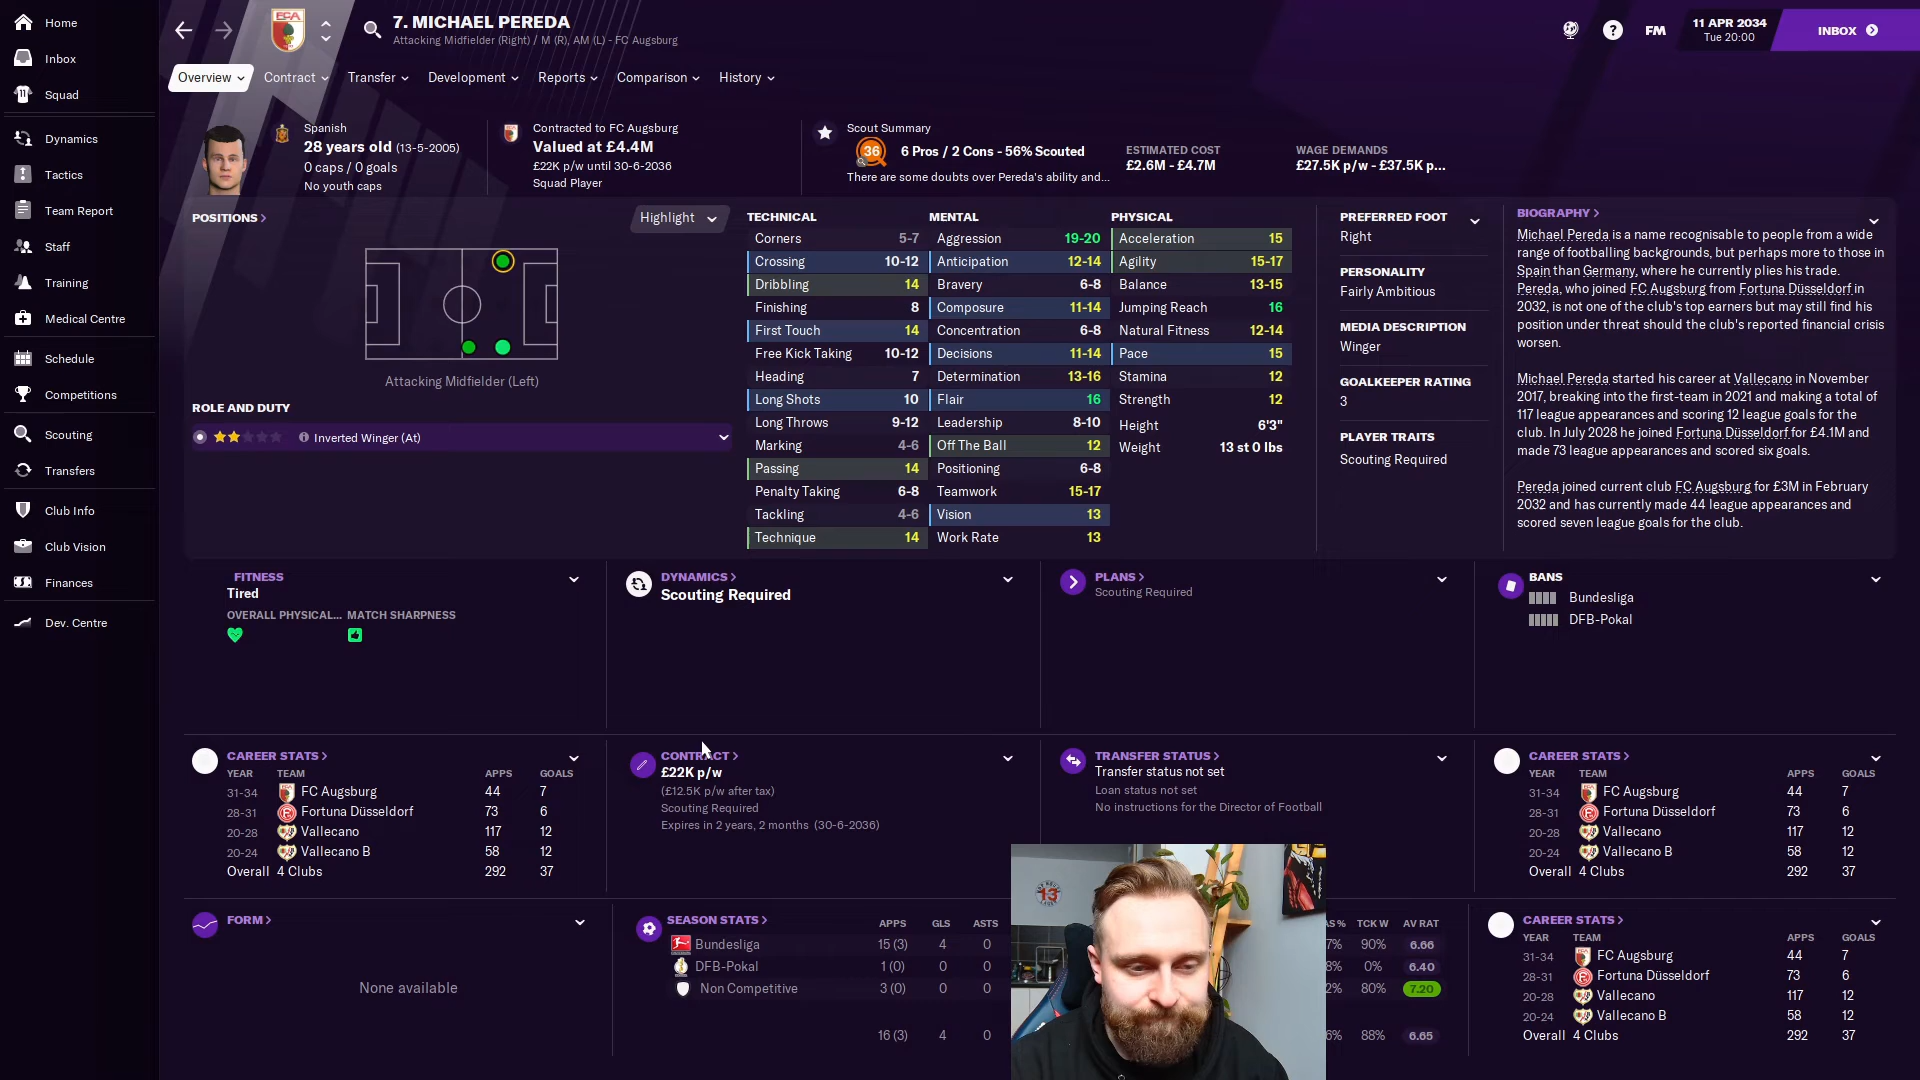 Home
Inbox
Squad
Dynamics
Tactics
Team Report
Staff
Training
Medical Centre
Schedule
Competitions
Scouting
Transfers
Club Info
Club Vision
Finances
Dev. Centre
7. MICHAEL PEREDA
Attacking Midfielder (Right) / M (R), AM (L) - FC Augsburg
? FM
11 APR 2034
Tue 20:00
INBOX
Overview Contract Transfer Development Reports Comparison History
Spanish
28 years old (13-5-2005)
0 caps / 0 goals
No youth caps
Contracted to FC Augsburg
Valued at £4.4M
£22K p/w until 30-6-2036
Squad Player
Scout Summary
36 6 Pros / 2 Cons - 56% Scouted
There are some doubts over Pereda's ability and...
ESTIMATED COST
£2.6M - £4.7M
WAGE DEMANDS
£27.5K p/w - £37.5K p...
POSITIONS
Highlight
Attacking Midfielder (Left)
ROLE AND DUTY
Inverted Winger (At)
TECHNICAL
Corners 5-7
Crossing 10-12
Dribbling 14
Finishing 8
First Touch 14
Free Kick Taking 10-12
Heading 7
Long Shots 10
Long Throws 9-12
Marking 4-6
Passing 14
Penalty Taking 6-8
Tackling 4-6
Technique 14
MENTAL
Aggression 19-20
Anticipation 12-14
Bravery 6-8
Composure 11-14
Concentration 6-8
Decisions 11-14
Determination 13-16
Flair 16
Leadership 8-10
Off The Ball 12
Positioning 6-8
Teamwork 15-17
Vision 13
Work Rate 13
PHYSICAL
Acceleration 15
Agility 15-17
Balance 13-15
Jumping Reach 16
Natural Fitness 12-14
Pace 15
Stamina 12
Strength 12
Height 6'3"
Weight 13 st 0 lbs
PREFERRED FOOT
Right
PERSONALITY
Fairly Ambitious
MEDIA DESCRIPTION
Winger
GOALKEEPER RATING
3
PLAYER TRAITS
Scouting Required
BIOGRAPHY
Michael Pereda is a name recognisable to people from a wide
range of footballing backgrounds, but perhaps more to those in
Spain than Germany, where he currently plies his trade.
Pereda, who joined FC Augsburg from Fortuna Düsseldorf in
2032, is not one of the club's top earners but may still find his
position under threat should the club's reported financial crisis
worsen.
Michael Pereda started his career at Vallecano in November
2017, breaking into the first-team in 2021 and making a total of
117 league appearances and scoring 12 league goals for the
club. In July 2028 he joined Fortuna Düsseldorf for £4.1M and
made 73 league appearances and scored six goals.
Pereda joined current club FC Augsburg for £3M in February
2032 and has currently made 44 league appearances and
scored seven league goals for the club.
FITNESS
Tired
OVERALL PHYSICAL... MATCH SHARPNESS
DYNAMICS
Scouting Required
PLANS
Scouting Required
BANS
Bundesliga
DFB-Pokal
CAREER STATS
YEAR TEAM APPS GOALS
31-34 FC Augsburg 44 7
28-31 Fortuna Düsseldorf 73 6
20-28 Vallecano 117 12
20-24 Vallecano B 58 12
Overall 4 Clubs 292 37
CONTRACT
£22K p/w
(£12.5K p/w after tax)
Scouting Required
Expires in 2 years, 2 months (30-6-2036)
TRANSFER STATUS
Transfer status not set
Loan status not set
No instructions for the Director of Football
CAREER STATS
YEAR TEAM APPS GOALS
31-34 FC Augsburg 44 7
28-31 Fortuna Düsseldorf 73 6
20-28 Vallecano 117 12
20-24 Vallecano B 58 12
Overall 4 Clubs 292 37
FORM
None available
SEASON STATS APPS GLS ASTS TCK W AV RAT
Bundesliga 15 (3) 4 0 7% 90% 6.66
DFB-Pokal 1 (0) 0 0 8% 0% 6.40
Non Competitive 3 (0) 0 0 2% 80% 7.20
16 (3) 4 0 6% 88% 6.65
CAREER STATS
YEAR TEAM APPS GOALS
31-34 FC Augsburg 44 7
28-31 Fortuna Düsseldorf 73 6
20-28 Vallecano 117 12
20-24 Vallecano B 58 12
Overall 4 Clubs 292 37